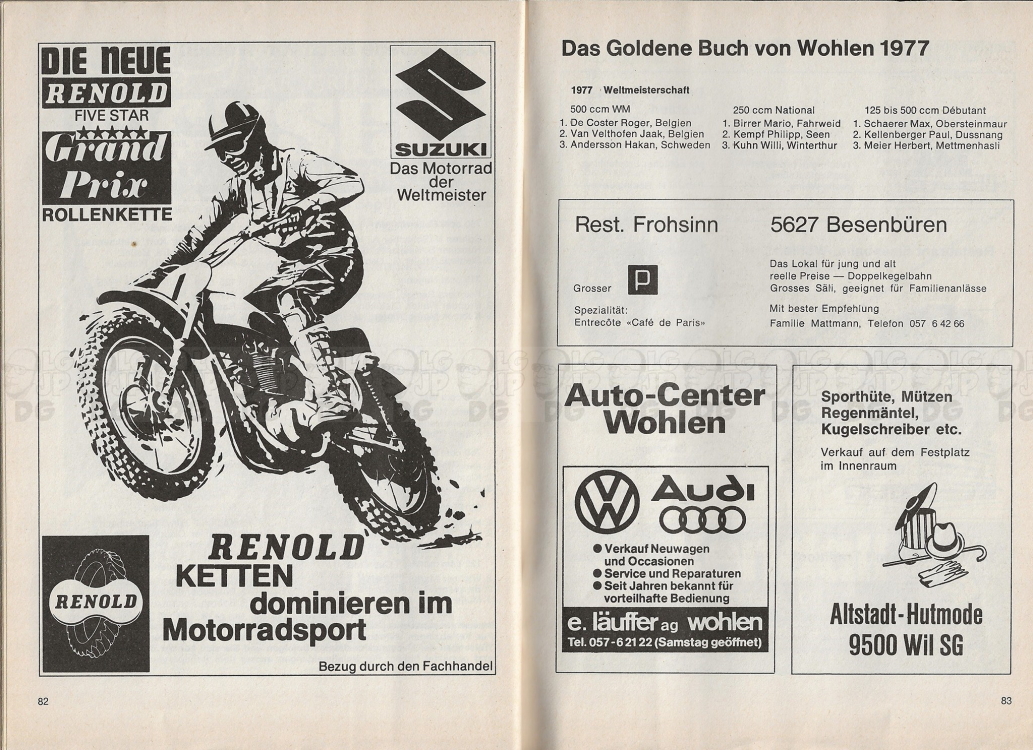 DIE NEUE
RENOLD
FIVE STAR
Grand
Prix
ROLLENKETTE
SUZUKI
Das Motorrad
der
Weltmeister
RENOLD
KETTEN
dominieren im
Motorradsport
RENOLD
Bezug durch den Fachhandel
82
Das Goldene Buch von Wohlen 1977
1977 Weltmeisterschaft
500 ccm WM
1. De Coster Roger, Belgien
2. Van Velthofen Jaak, Belgien
3. Andersson Hakan, Schweden
250 ccm National
1. Birrer Mario, Fahrweid
2. Kempf Philipp, Seen
3. Kuhn Willi, Winterthur
125 bis 500 ccm Débutant
1. Schaerer Max, Obersteinmaur
2. Kellenberger Paul, Dussnang
3. Meier Herbert, Mettmenhasli
Rest. Frohsinn
5627 Besenbüren
Grosser P
Spezialität:
Entrecôte «Café de Paris»
Das Lokal für jung und alt
reelle Preise — Doppelkegelbahn
Grosses Säli, geeignet für Familienanlässe
Mit bester Empfehlung
Familie Mattmann, Telefon 057 6 42 66
Auto-Center
Wohlen
VW Audi
● Verkauf Neuwagen
und Occasionen
● Service und Reparaturen
● Seit Jahren bekannt für
vorteilhafte Bedienung
e. läuffer ag wohlen
Tel. 057-6 21 22 (Samstag geöffnet)
Sporthüte, Mützen
Regenmäntel,
Kugelschreiber etc.
Verkauf auf dem Festplatz
im Innenraum
Altstadt-Hutmode
9500 Wil SG
83